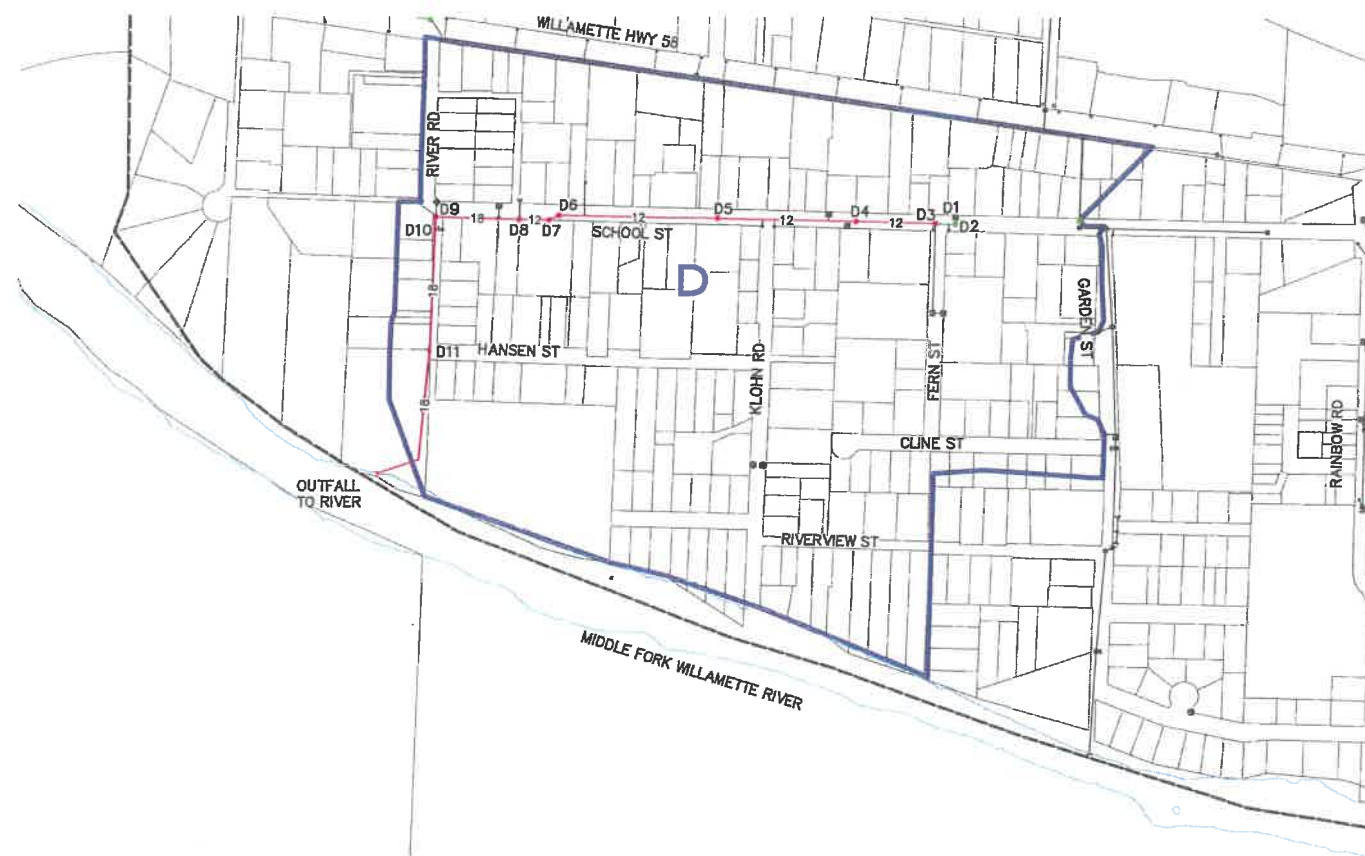 WILLAMETTE HWY 58
RIVER RD
D9
18
12
D8
D7
D6
12
D5
12
D4
12
D3
D1
D2
D10
SCHOOL ST
D
18
D11
HANSEN ST
KLOHN RD
FERN ST
GARDEN ST
18
CLINE ST
RAINBOW RD
OUTFALL
TO RIVER
RIVERVIEW ST
MIDDLE FORK WILLAMETTE RIVER